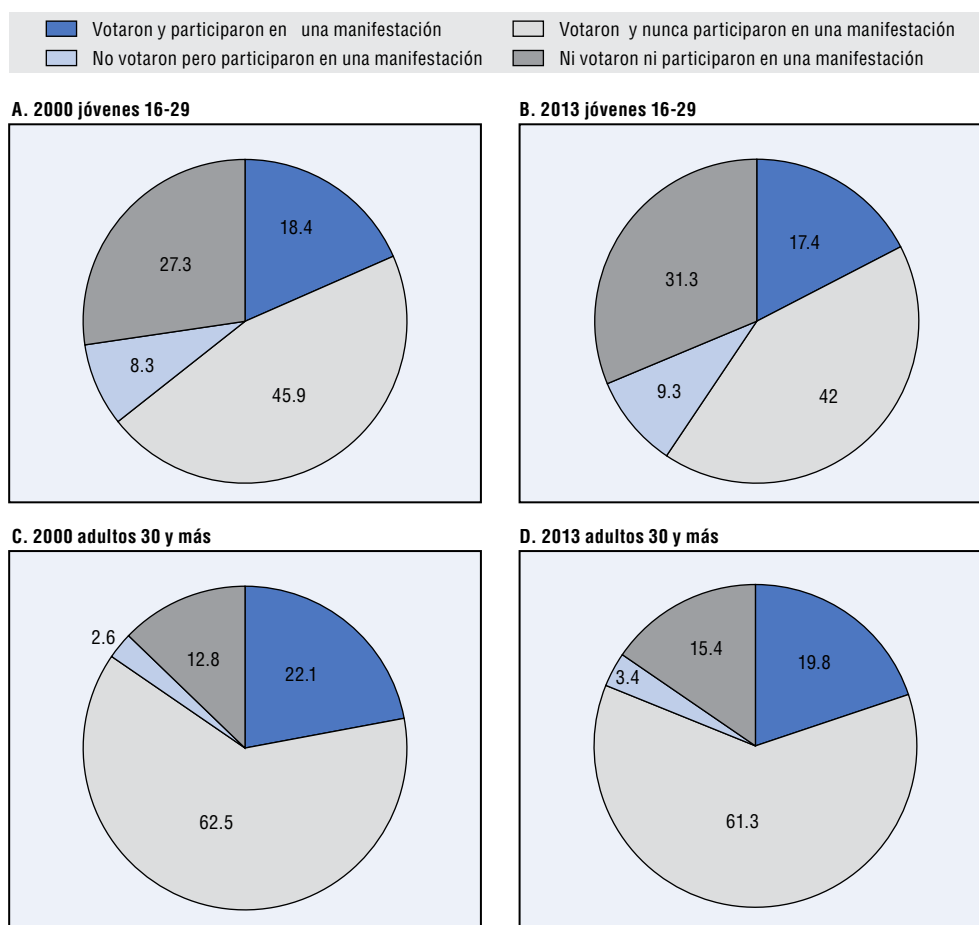 Votaron y participaron en una manifestación
Votaron y nunca participaron en una manifestación
No votaron pero participaron en una manifestación
Ni votaron ni participaron en una manifestación
A. 2000 jóvenes 16-29
18.4
27.3
8.3
45.9
B. 2013 jóvenes 16-29
17.4
31.3
9.3
42
C. 2000 adultos 30 y más
2.6
12.8
22.1
62.5
D. 2013 adultos 30 y más
15.4
19.8
3.4
61.3